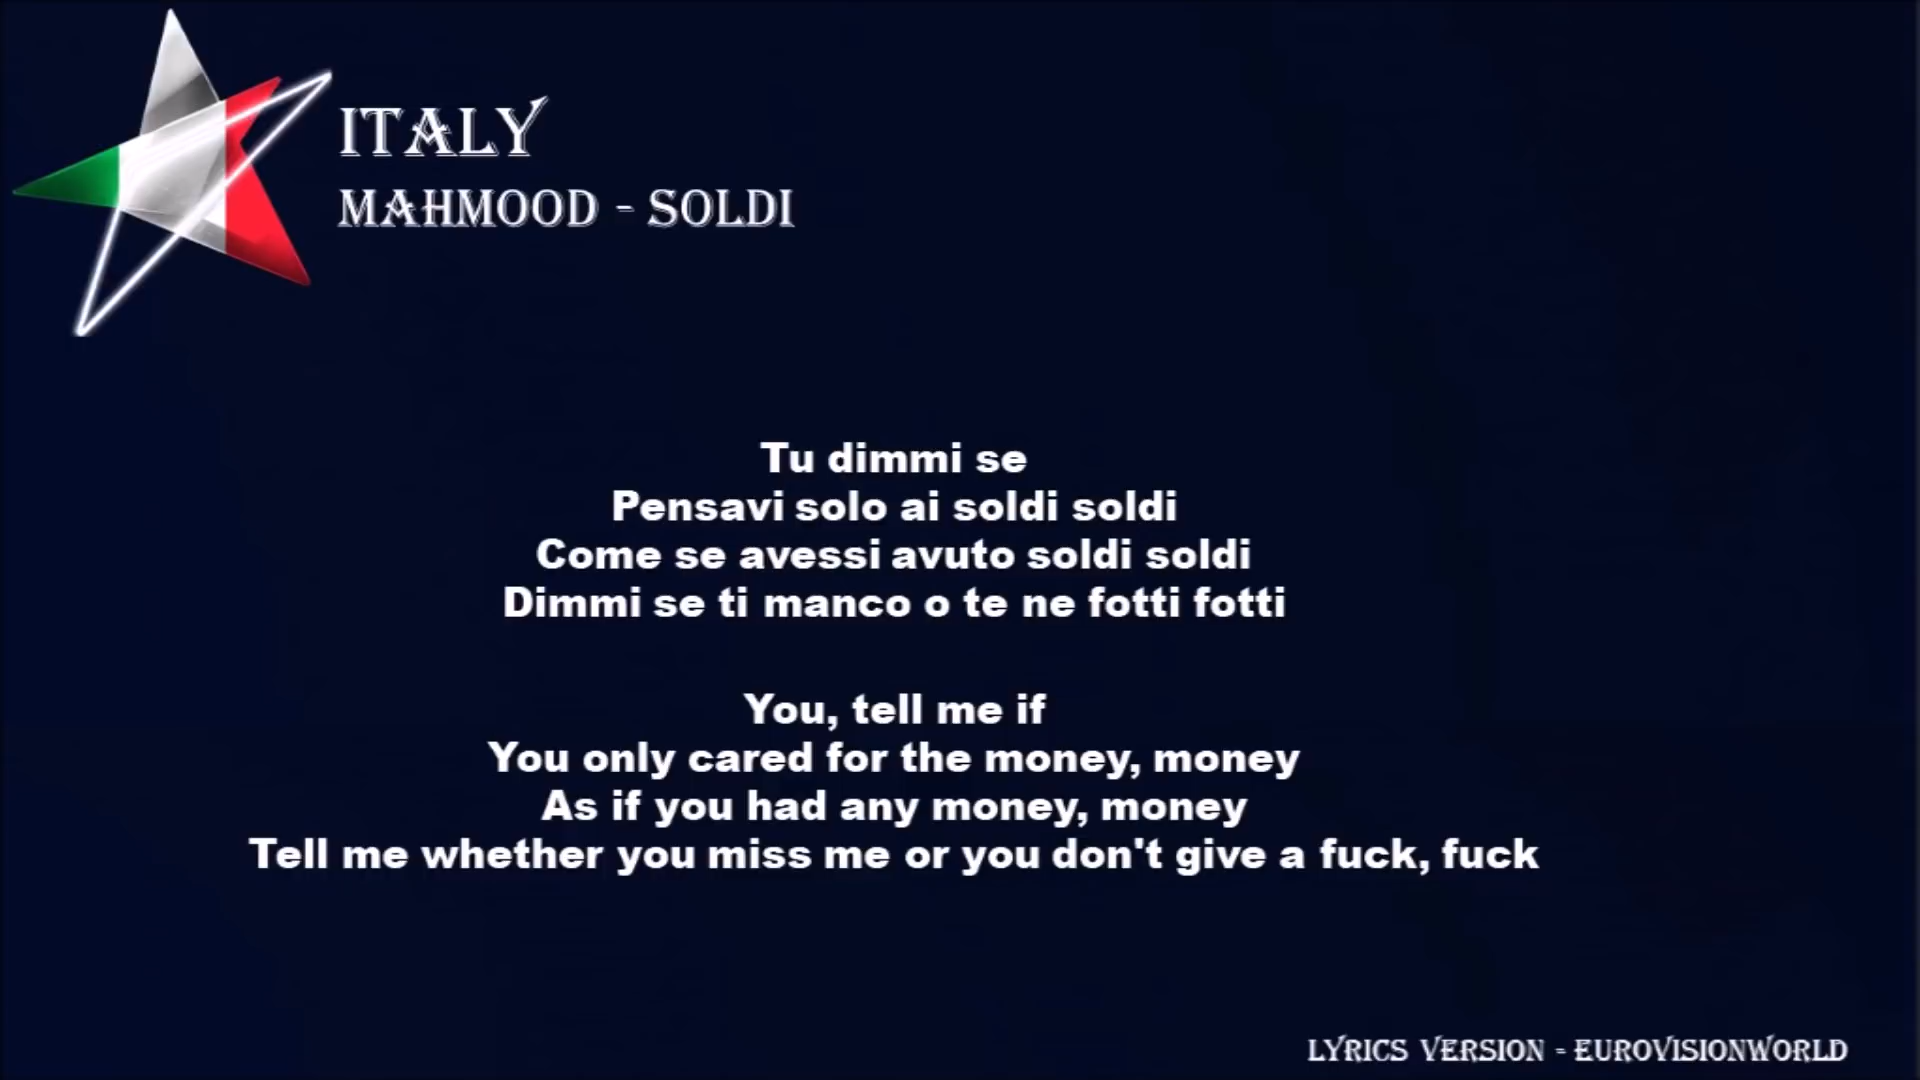 ITALY
MAHMOOD - SOLDI
Tu dimmi se
Pensavi solo ai soldi soldi
Come se avessi avuto soldi soldi
Dimmi se ti manco o te ne fotti fotti
You, tell me if
You only cared for the money, money
As if you had any money, money
Tell me whether you miss me or you don't give a fuck, fuck
LYRICS VERSION - EUROVISIONWORLD